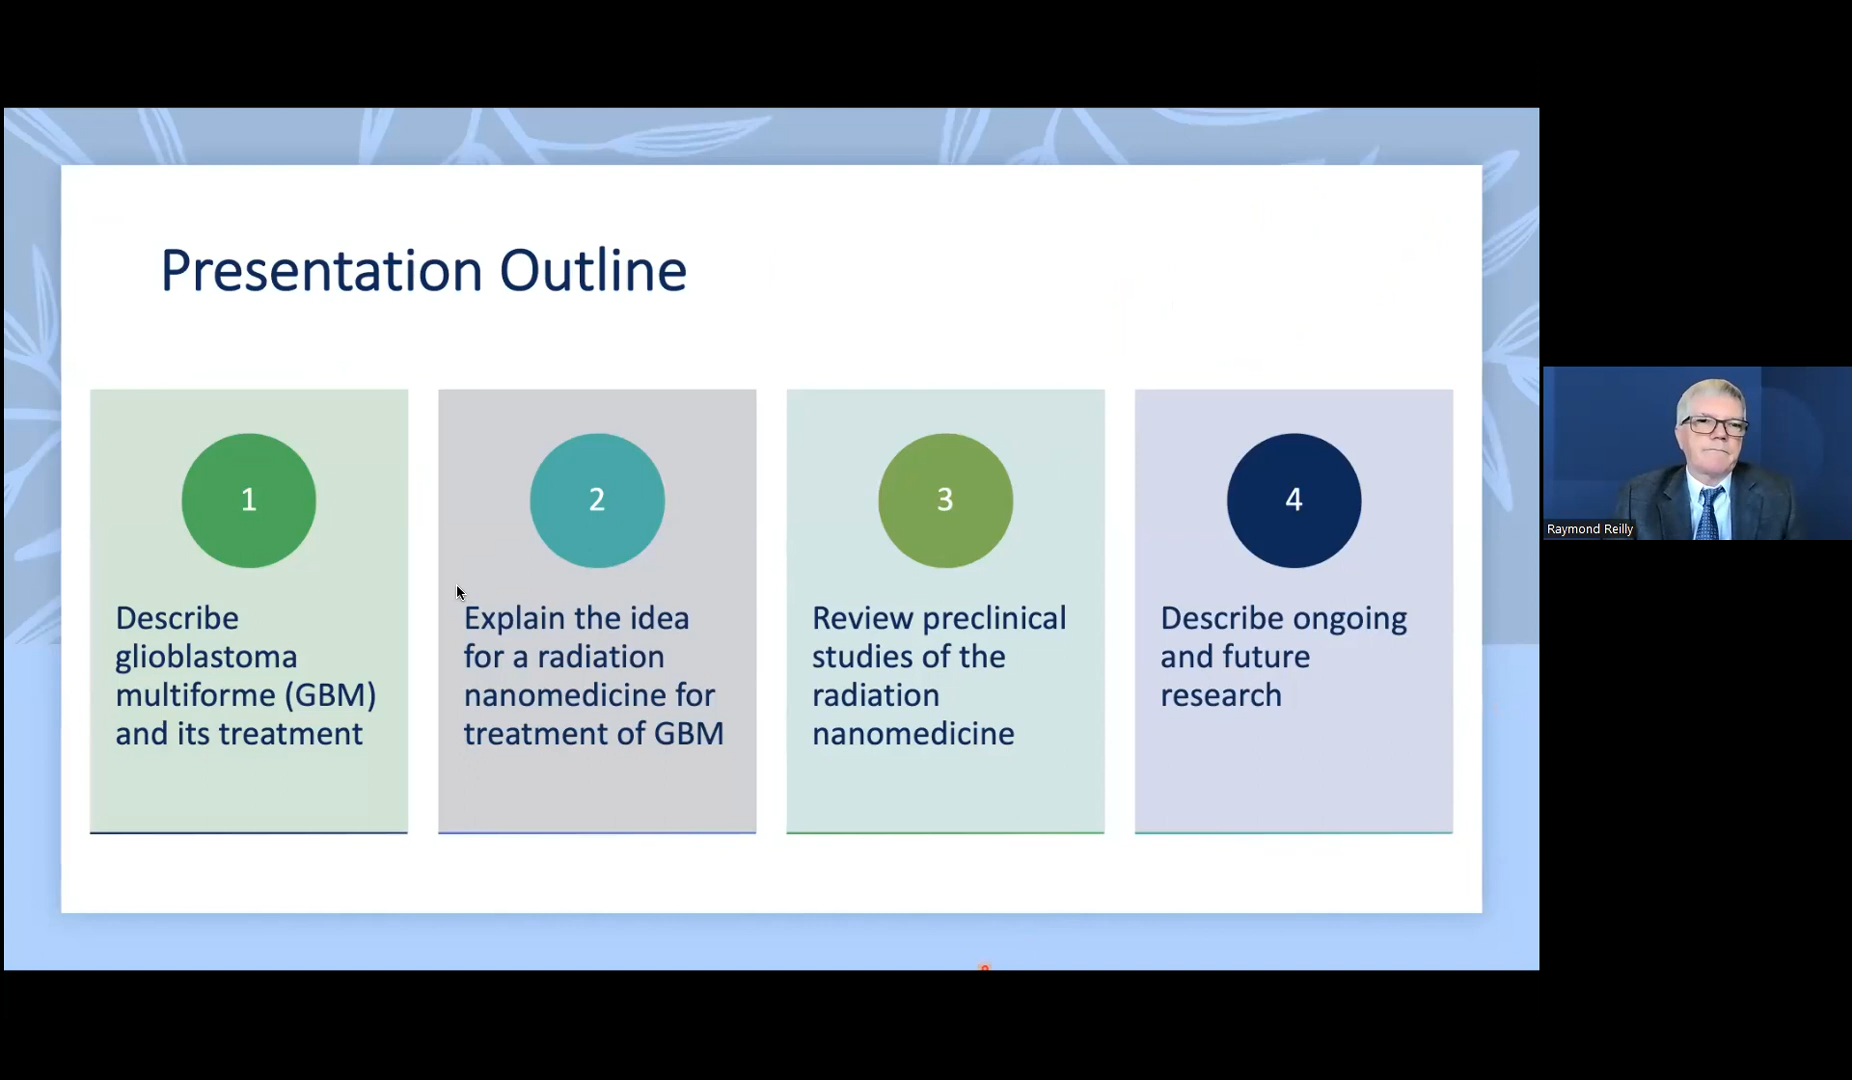 Presentation Outline
1
Describe
glioblastoma
multiforme (GBM)
and its treatment
2
Explain the idea
for a radiation
nanomedicine for
treatment of GBM
3
Review preclinical
studies of the
radiation
nanomedicine
4
Describe ongoing
and future
research
Raymond Reilly